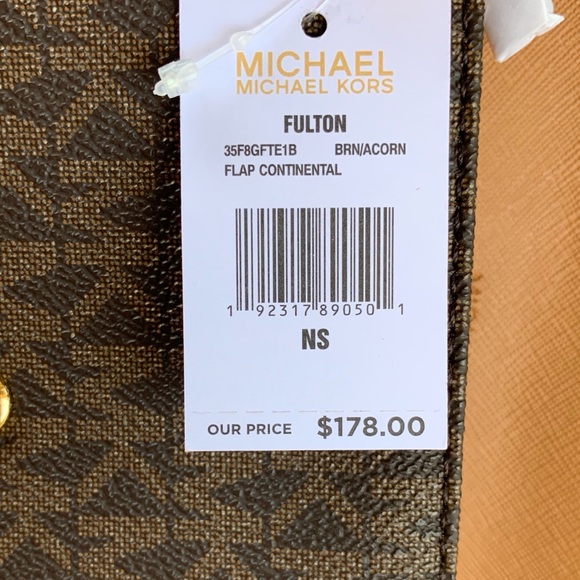 MICHAEL
MICHAEL KORS
FULTON
35F8GFTE1B BRN/ACORN
FLAP CONTINENTAL
1 92317 89050 1
NS
OUR PRICE $178.00